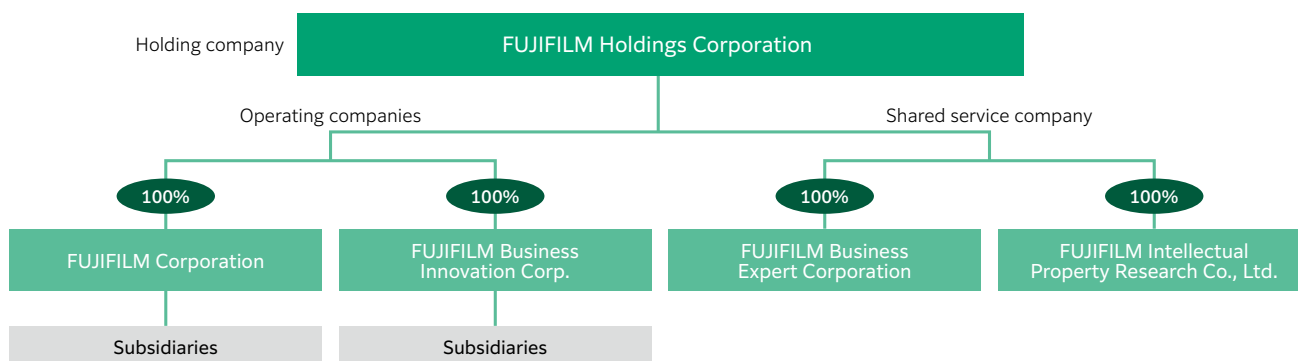 Holding company
FUJIFILM Holdings Corporation
Operating companies
Shared service company
100%
100%
100%
100%
FUJIFILM Corporation
FUJIFILM Business
Innovation Corp.
FUJIFILM Business
Expert Corporation
FUJIFILM Intellectual
Property Research Co., Ltd.
Subsidiaries
Subsidiaries